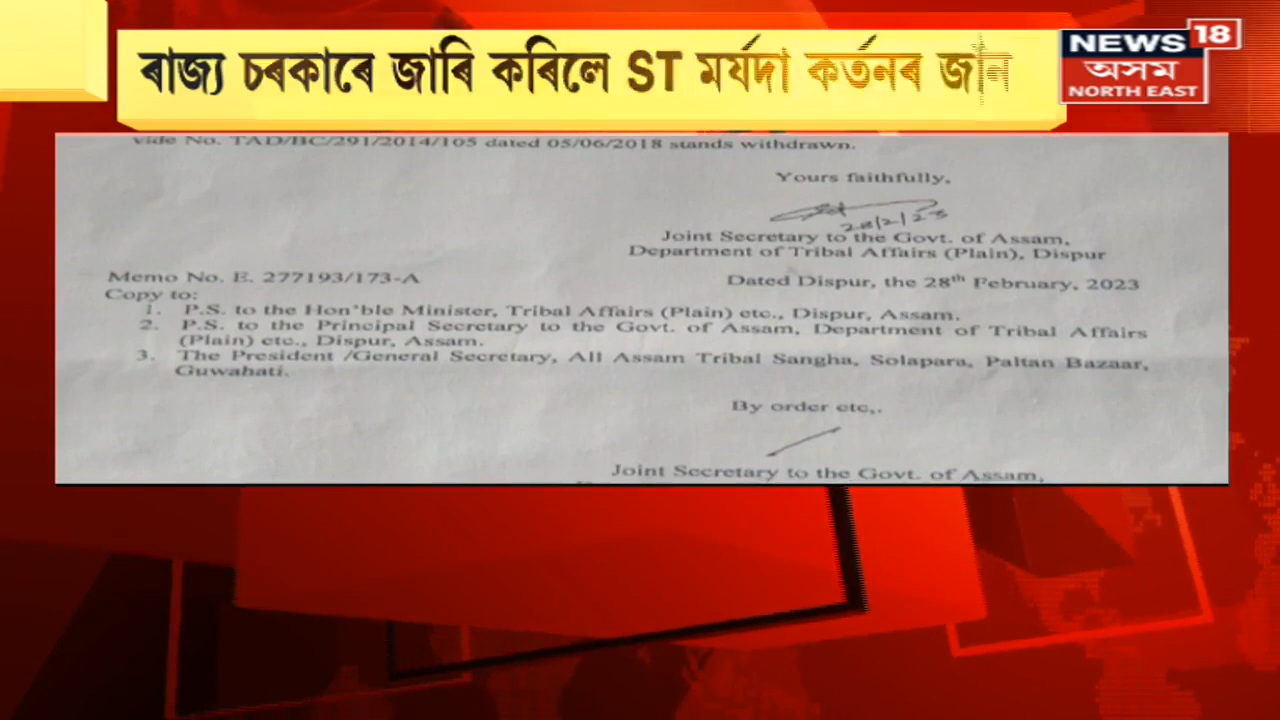 ৰাজ্য চৰকাৰে জাৰি কৰিলে ST মৰ্যদা কৰ্তনৰ
NEWS 18
অসম
NORTH EAST
vide No. TAD/BC/291/2014/105 dated 05/06/2018 stands withdrawn.
Yours faithfully,
28/2/23
Joint Secretary to the Govt. of Assam,
Department of Tribal Affairs (Plain), Dispur
Memo No. E. 277193/173-A
Dated Dispur, the 28th February, 2023
Copy to:
1. P.S. to the Hon'ble Minister, Tribal Affairs (Plain) etc., Dispur, Assam.
2. P.S. to the Principal Secretary to the Govt. of Assam, Department of Tribal Affairs
(Plain) etc., Dispur, Assam.
3. The President /General Secretary, All Assam Tribal Sangha, Solapara, Paltan Bazaar,
Guwahati.
By order etc,.
Joint Secretary to the Govt. of Assam,